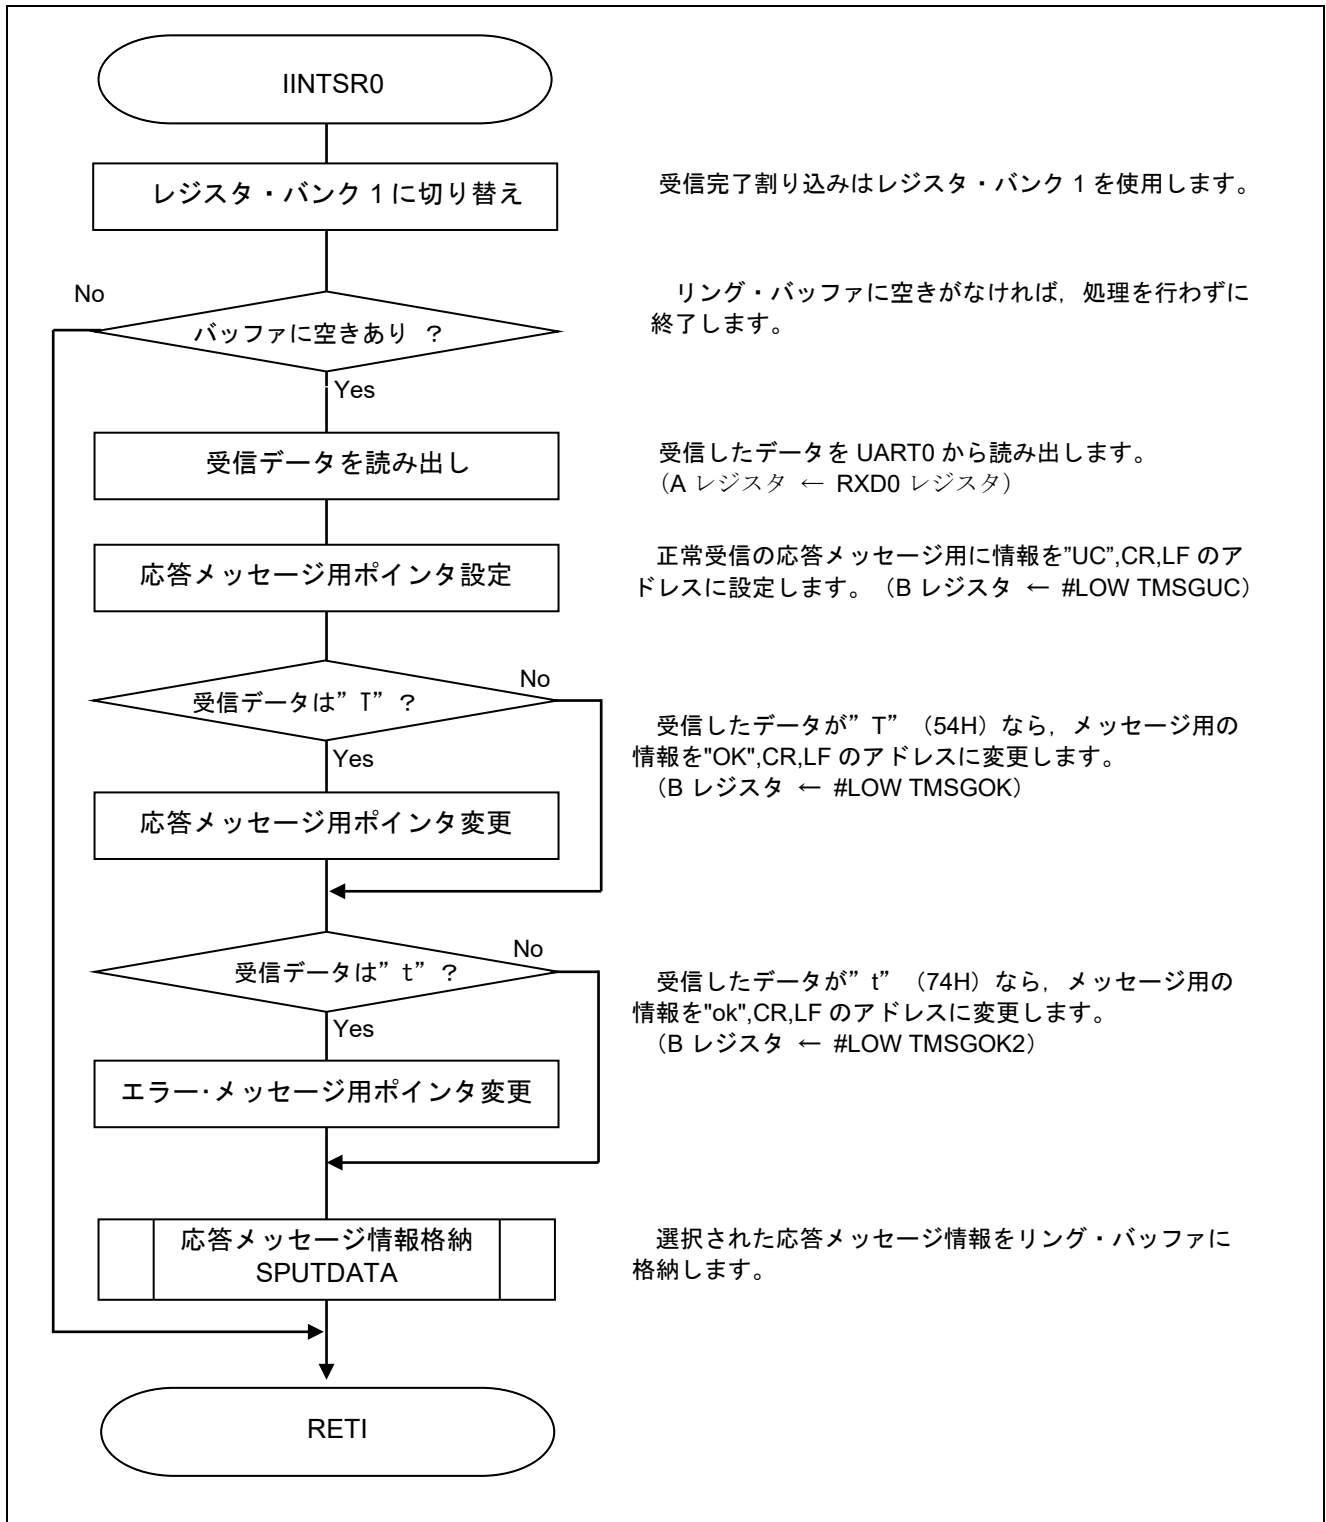 IINTSR0
レジスタ・バンク 1 に切り替え
受信完了割り込みはレジスタ・バンク 1 を使用します。
No
バッファに空きあり ？
リング・バッファに空きがなければ，処理を行わずに
終了します。
Yes
受信データを読み出し
受信したデータを UART0 から読み出します。
（A レジスタ ← RXD0 レジスタ）
応答メッセージ用ポインタ設定
正常受信の応答メッセージ用に情報を”UC”,CR,LF のア
ドレスに設定します。（B レジスタ ← #LOW TMSGUC）
受信データは”T”？
No
Yes
受信したデータが”T”（54H）なら，メッセージ用の
情報を"OK",CR,LF のアドレスに変更します。
（B レジスタ ← #LOW TMSGOK）
応答メッセージ用ポインタ変更
受信データは”t”？
No
Yes
受信したデータが”t”（74H）なら，メッセージ用の
情報を"ok",CR,LF のアドレスに変更します。
（B レジスタ ← #LOW TMSGOK2）
エラー･メッセージ用ポインタ変更
応答メッセージ情報格納
SPUTDATA
選択された応答メッセージ情報をリング・バッファに
格納します。
RETI